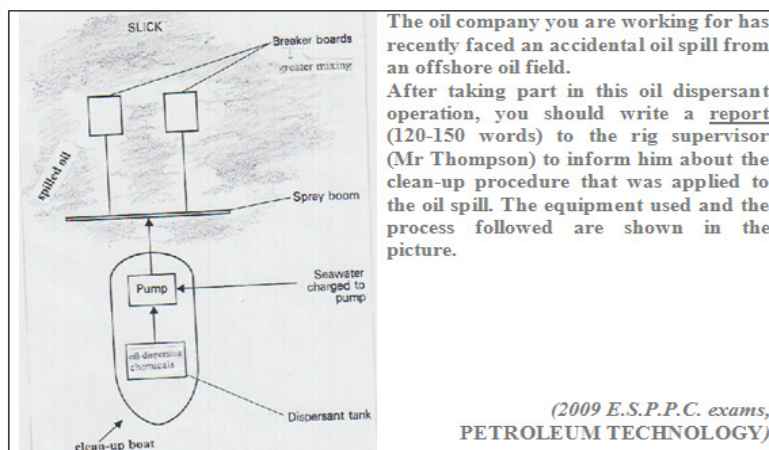 SLICK
Breaker boards
greater mixing
spilled oil
Spray boom
Pump
Seawater
charged to
pump
oil-dispersing
chemicals
Dispersant tank
clean-up boat
The oil company you are working for has
recently faced an accidental oil spill from
an offshore oil field.
After taking part in this oil dispersant
operation, you should write a report
(120-150 words) to the rig supervisor
(Mr Thompson) to inform him about the
clean-up procedure that was applied to
the oil spill. The equipment used and the
process followed are shown in the
picture.
(2009 E.S.P.P.C. exams,
PETROLEUM TECHNOLOGY)